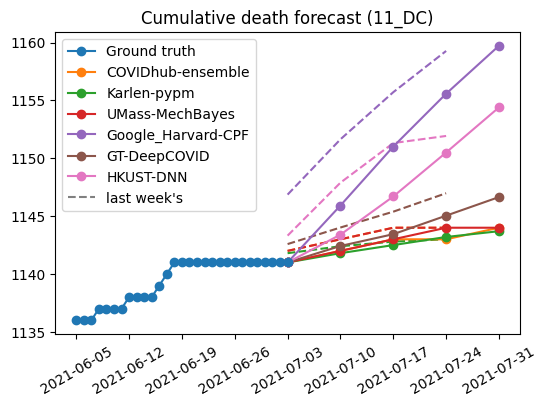 Cumulative death forecast (11_DC)
1160
1155
1150
1145
1140
1135
Ground truth
COVIDhub-ensemble
Karlen-pypm
UMass-MechBayes
Google_Harvard-CPF
GT-DeepCOVID
HKUST-DNN
last week's
2021-06-05
2021-06-12
2021-06-19
2021-06-26
2021-07-03
2021-07-10
2021-07-17
2021-07-24
2021-07-31